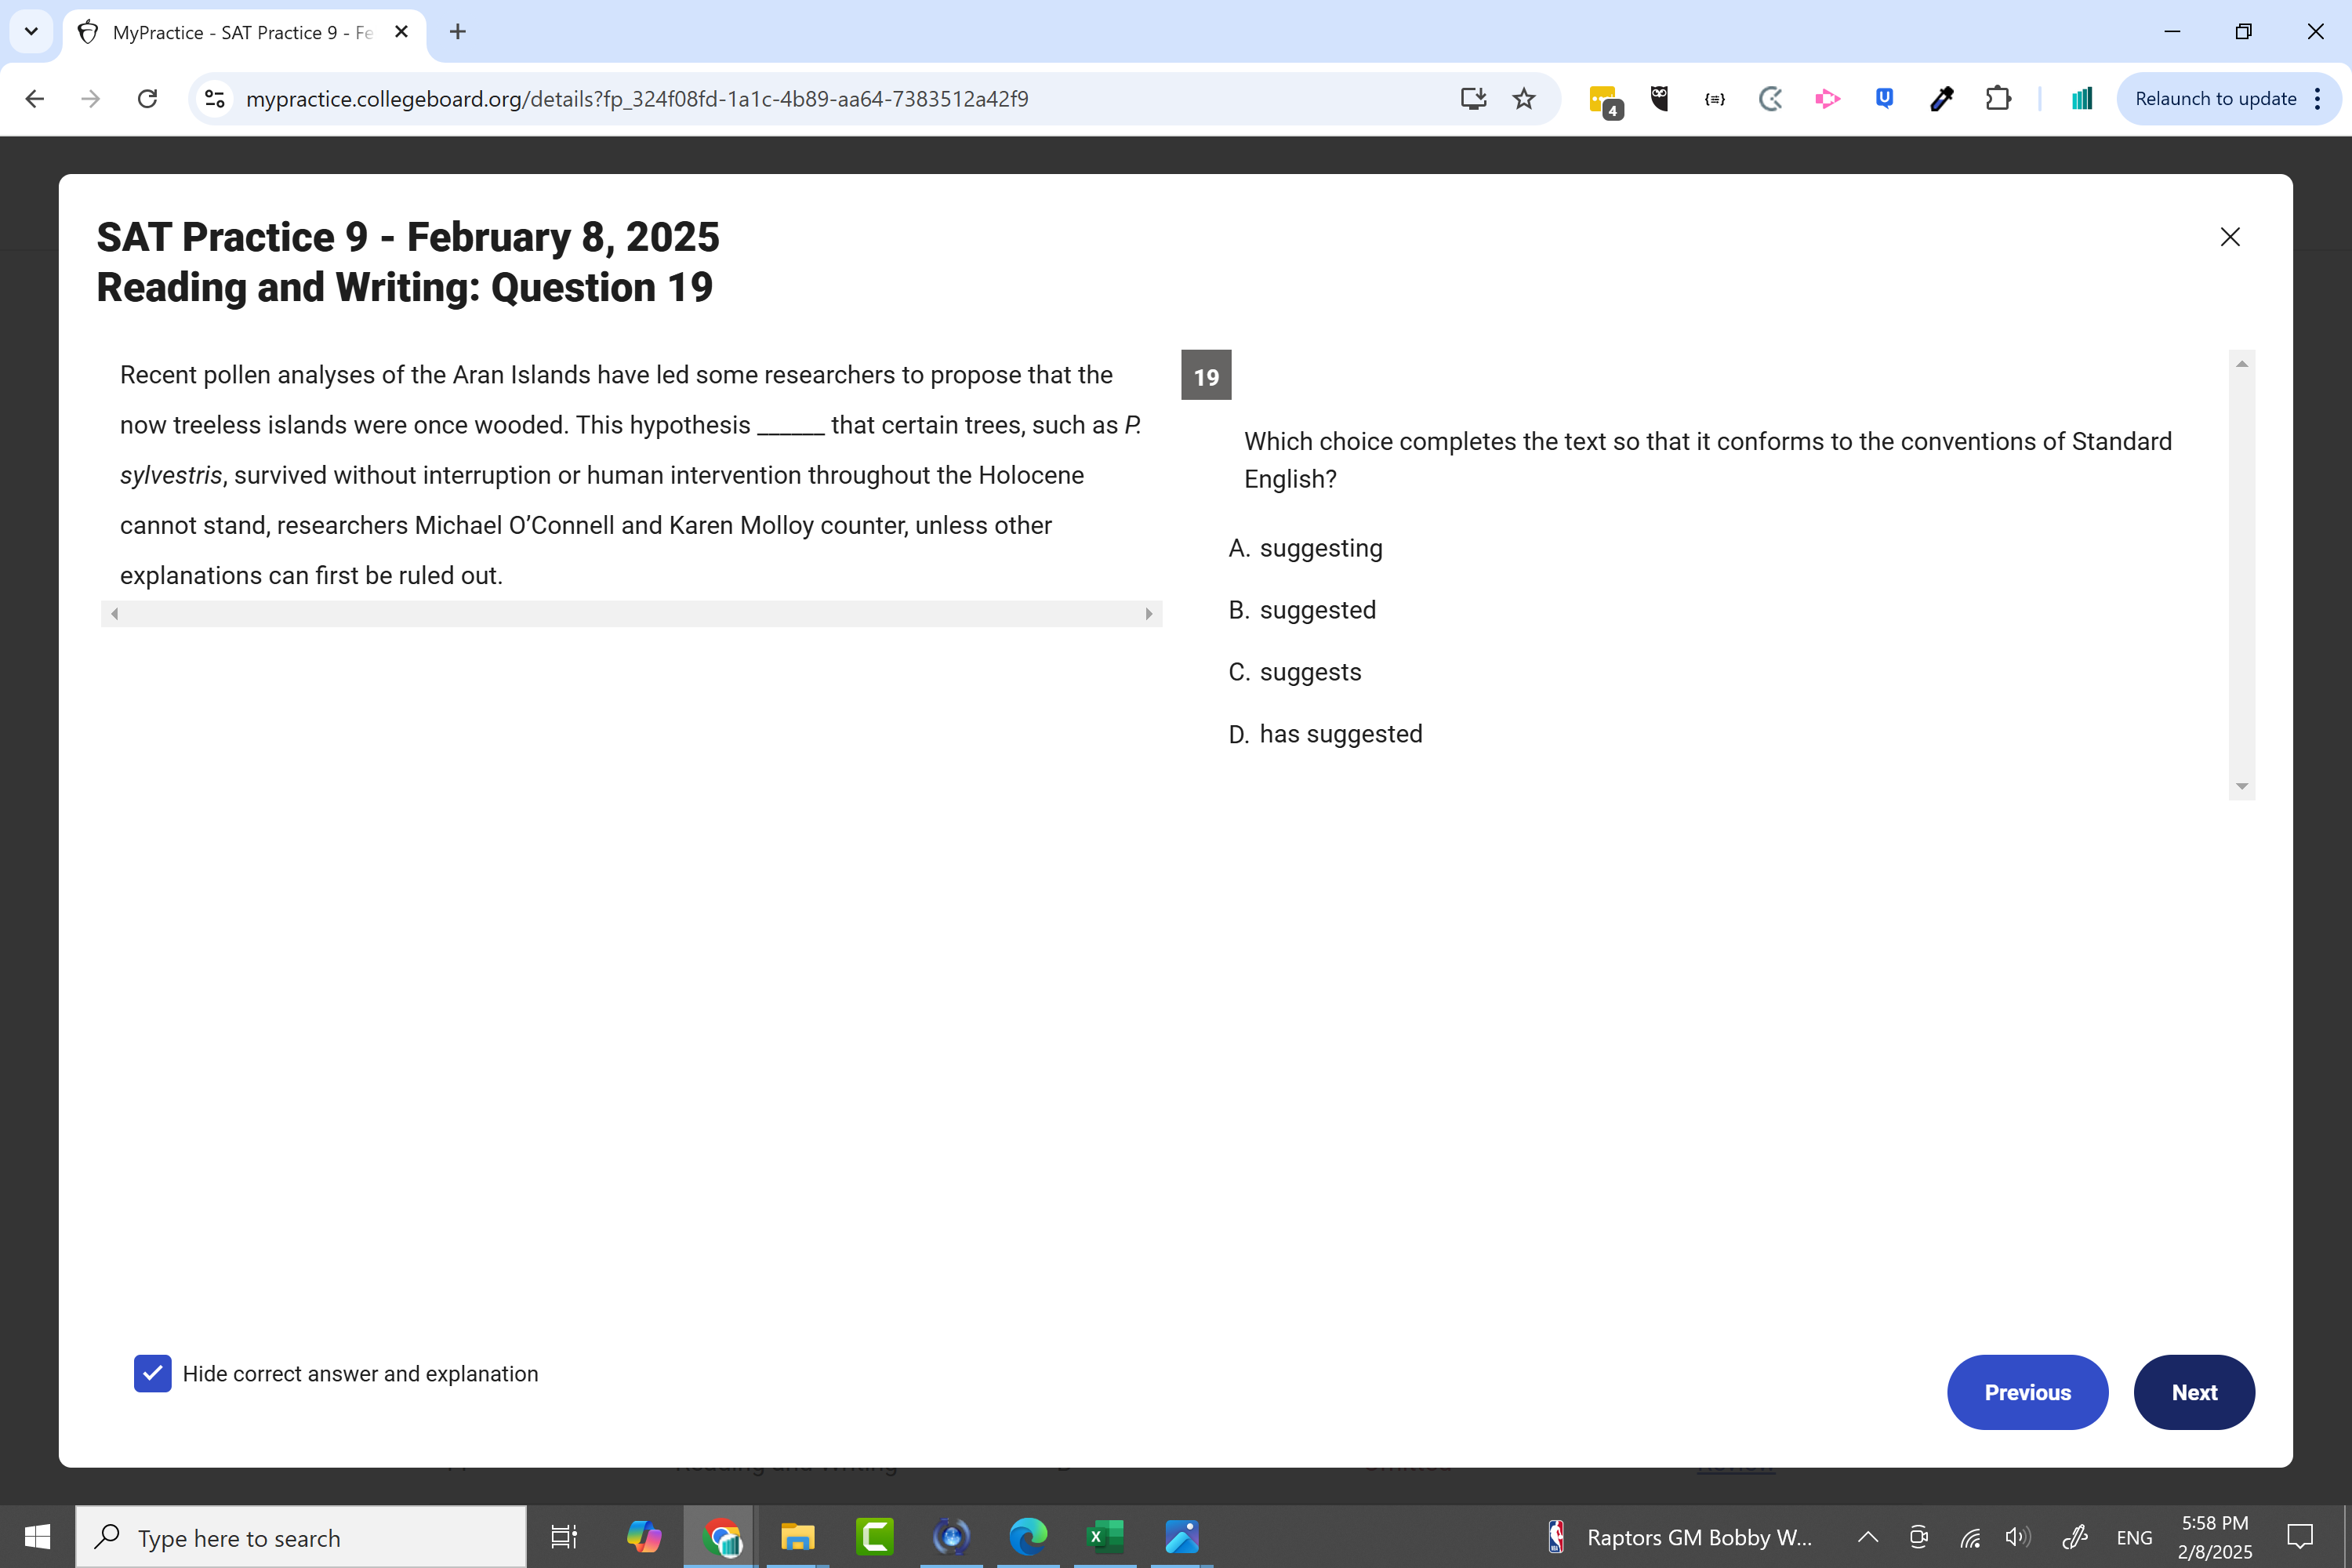 MyPractice - SAT Practice 9 - Fe
mypractice.collegeboard.org/details?fp_324f08fd-1a1c-4b89-aa64-7383512a42f9
4
{≡}
U
Relaunch to update
SAT Practice 9 - February 8, 2025
Reading and Writing: Question 19
Recent pollen analyses of the Aran Islands have led some researchers to propose that the
now treeless islands were once wooded. This hypothesis ______ that certain trees, such as P.
sylvestris, survived without interruption or human intervention throughout the Holocene
cannot stand, researchers Michael O’Connell and Karen Molloy counter, unless other
explanations can first be ruled out.
19
Which choice completes the text so that it conforms to the conventions of Standard
English?
A. suggesting
B. suggested
C. suggests
D. has suggested
Hide correct answer and explanation
Previous
Next
Type here to search
Raptors GM Bobby W...
ENG
5:58 PM
2/8/2025